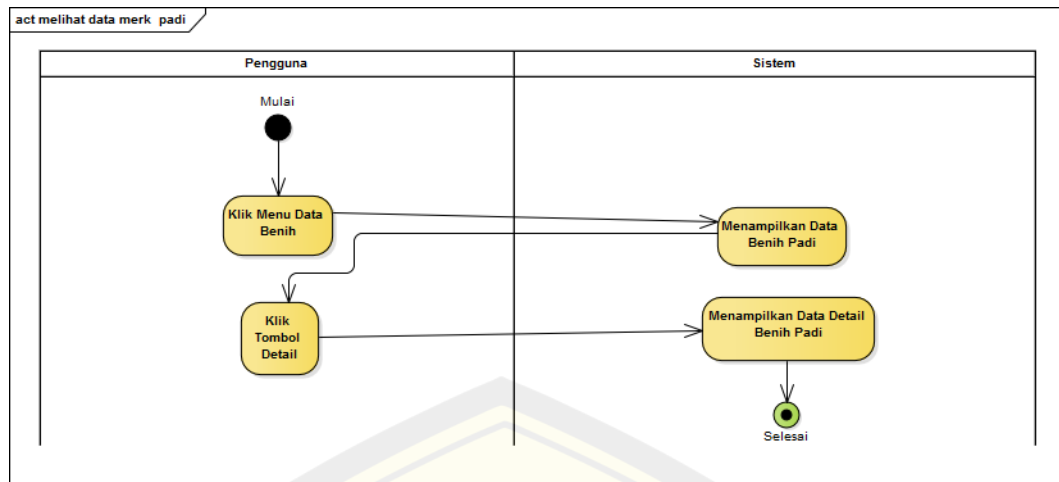 act melihat data merk padi
Pengguna
Sistem
Mulai
Klik Menu Data
Benih
Menampilkan Data
Benih Padi
Klik
Tombol
Detail
Menampilkan Data Detail
Benih Padi
Selesai